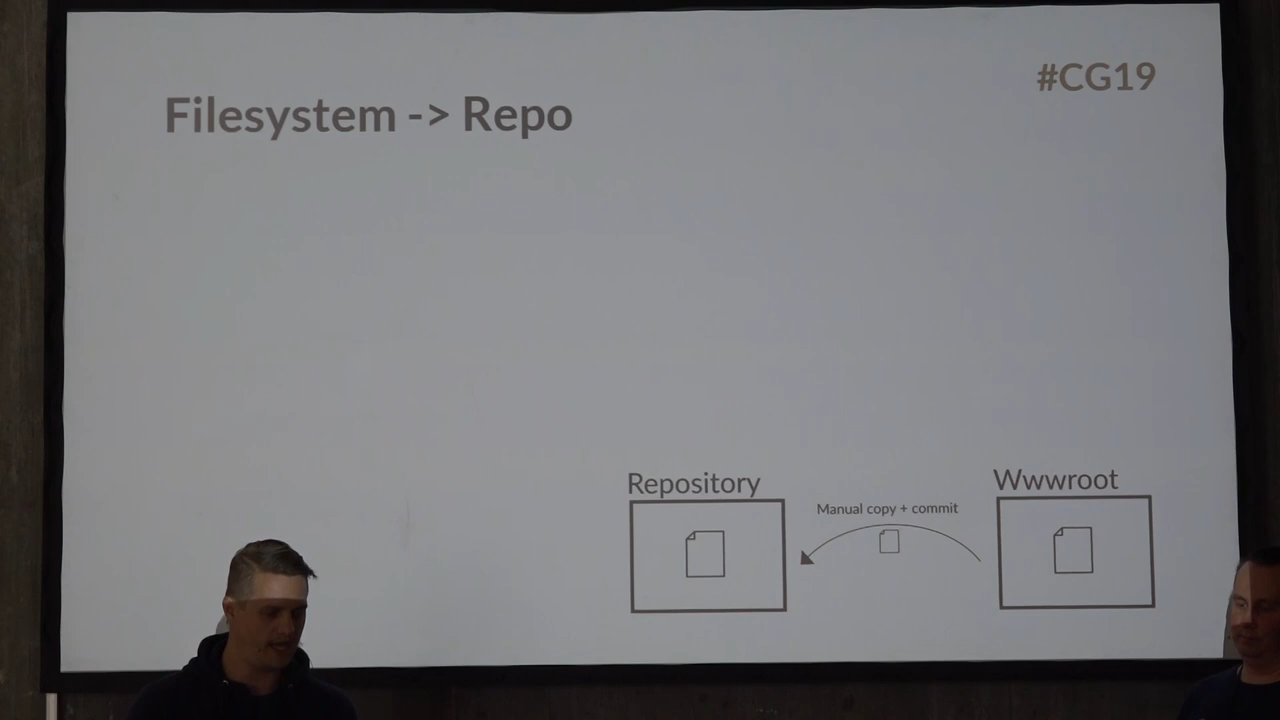 #CG19
Filesystem -> Repo
Repository
Wwwroot
Manual copy + commit